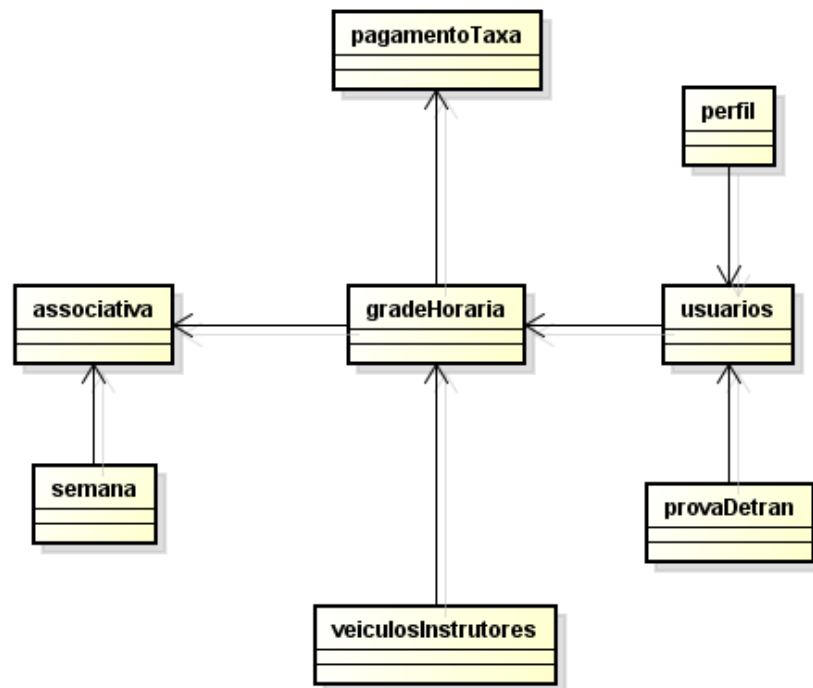 pagamentoTaxa
perfil
associativa
gradeHoraria
usuarios
semana
provaDetran
veiculosInstrutores